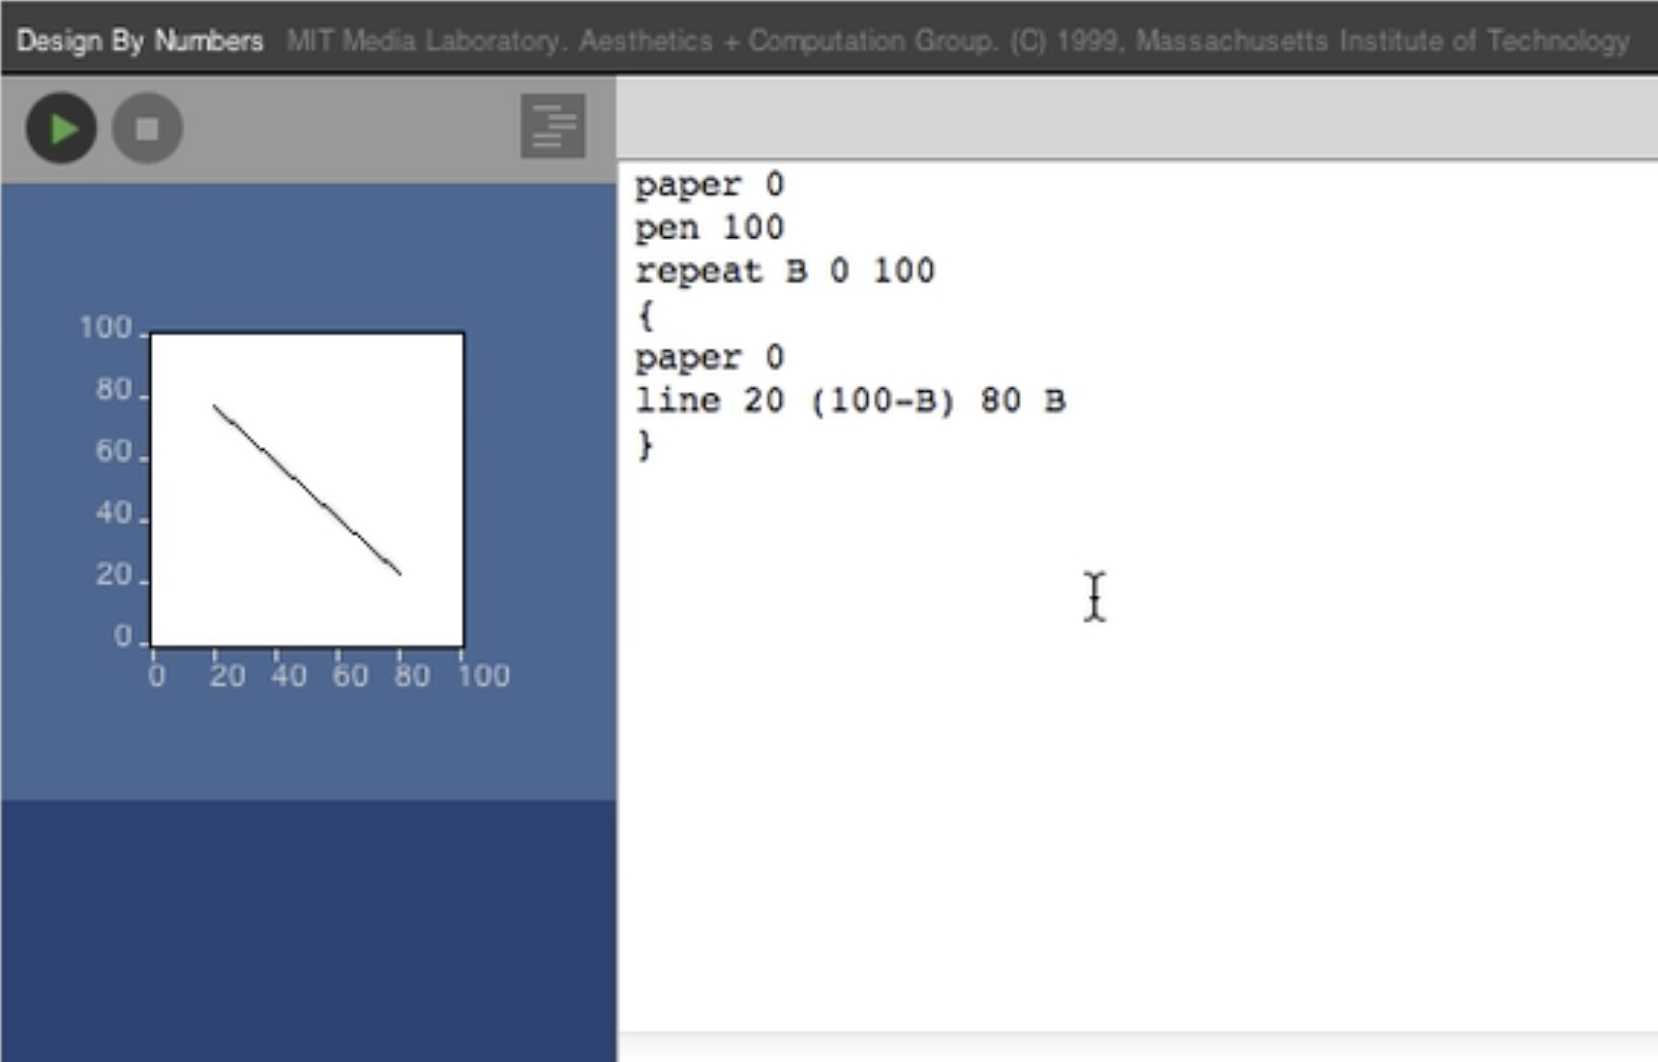 Design By Numbers MIT Media Laboratory. Aesthetics + Computation Group. (C) 1999, Massachusetts Institute of Technology
paper 0
pen 100
repeat B 0 100
{
paper 0
line 20 (100-B) 80 B
}
100
80
60
40
20
0
0 20 40 60 80 100